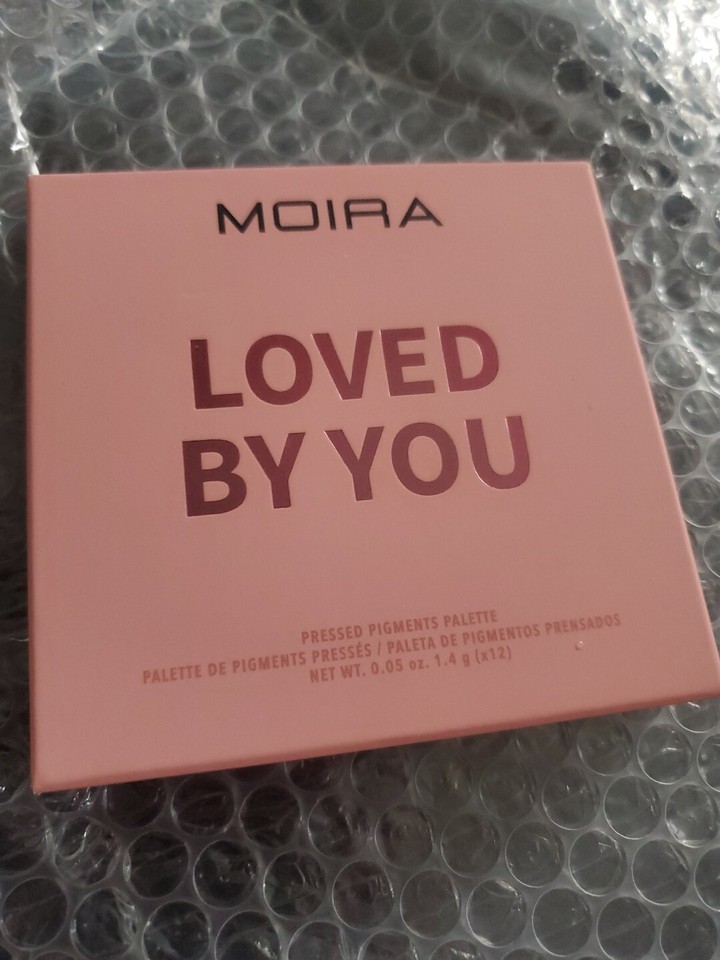 MOIRA
LOVED
BY YOU
PRESSED PIGMENTS PALETTE
PALETTE DE PIGMENTS PRESSÉS / PALETA DE PIGMENTOS PRENSADOS
NET WT. 0.05 oz. 1.4 g (x12)